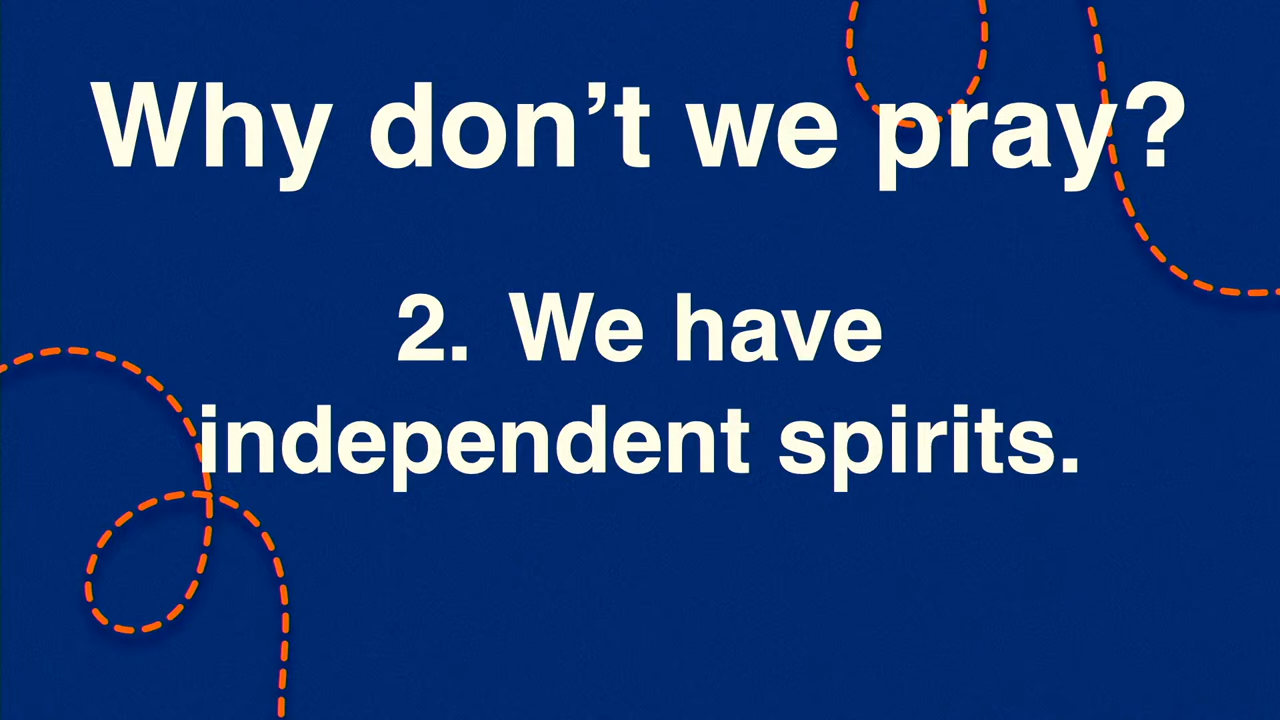 Why don’t we pray?
2. We have
independent spirits.